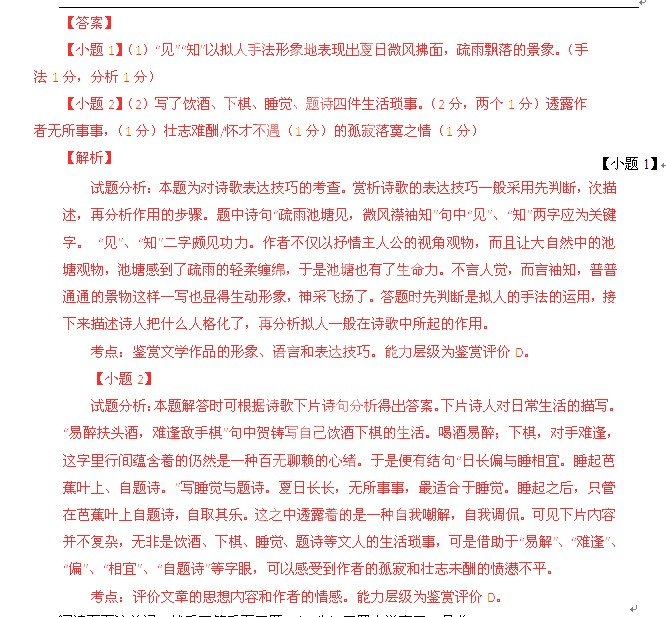 【答案】
【小题1】（1）“见”“知”以拟人手法形象地表现出夏日微风拂面，疏雨飘落的景象。（手
法1分，分析1分）
【小题2】（2）写了饮酒、下棋、睡觉、题诗四件生活琐事。（2分，两个1分）透露作
者无所事事，（1分）壮志难酬/怀才不遇（1分）的孤寂落寞之情（1分）
【解析】
【小题1】
试题分析：本题为对诗歌表达技巧的考查。赏析诗歌的表达技巧一般采用先判断，次描
述，再分析作用的步骤。题中诗句“疏雨池塘见，微风襟袖知”句中“见”、“知”两字应为关键
字。 “见”、“知”二字颇见功力。作者不仅以抒情主人公的视角观物，而且让大自然中的池
塘观物，池塘感到了疏雨的轻柔缠绵，于是池塘也有了生命力。不言人觉，而言袖知，普普
通通的景物这样一写也显得生动形象，神采飞扬了。答题时先判断是拟人的手法的运用，接
下来描述诗人把什么人格化了，再分析拟人一般在诗歌中所起的作用。
考点：鉴赏文学作品的形象、语言和表达技巧。能力层级为鉴赏评价D。
【小题2】
试题分析：本题解答时可根据诗歌下片诗句分析得出答案。下片诗人对日常生活的描写。
“易醉扶头酒，难逢敌手棋”句中贺铸写自己饮酒下棋的生活。喝酒易醉；下棋，对手难逢，
这字里行间蕴含着的仍然是一种百无聊赖的心绪。于是便有结句“日长偏与睡相宜。睡起芭
蕉叶上、自题诗。”写睡觉与题诗。夏日长长，无所事事，最适合于睡觉。睡起之后，只管
在芭蕉叶上自题诗，自取其乐。这之中透露着的是一种自我嘲解，自我调侃。可见下片内容
并不复杂，无非是饮酒、下棋、睡觉、题诗等文人的生活琐事，可是借助于“易解”、“难逢”、
“偏”、“相宜”、“自题诗”等字眼，可以感受到作者的孤寂和壮志未酬的愤懑不平。
考点：评价文章的思想内容和作者的情感。能力层级为鉴赏评价D。